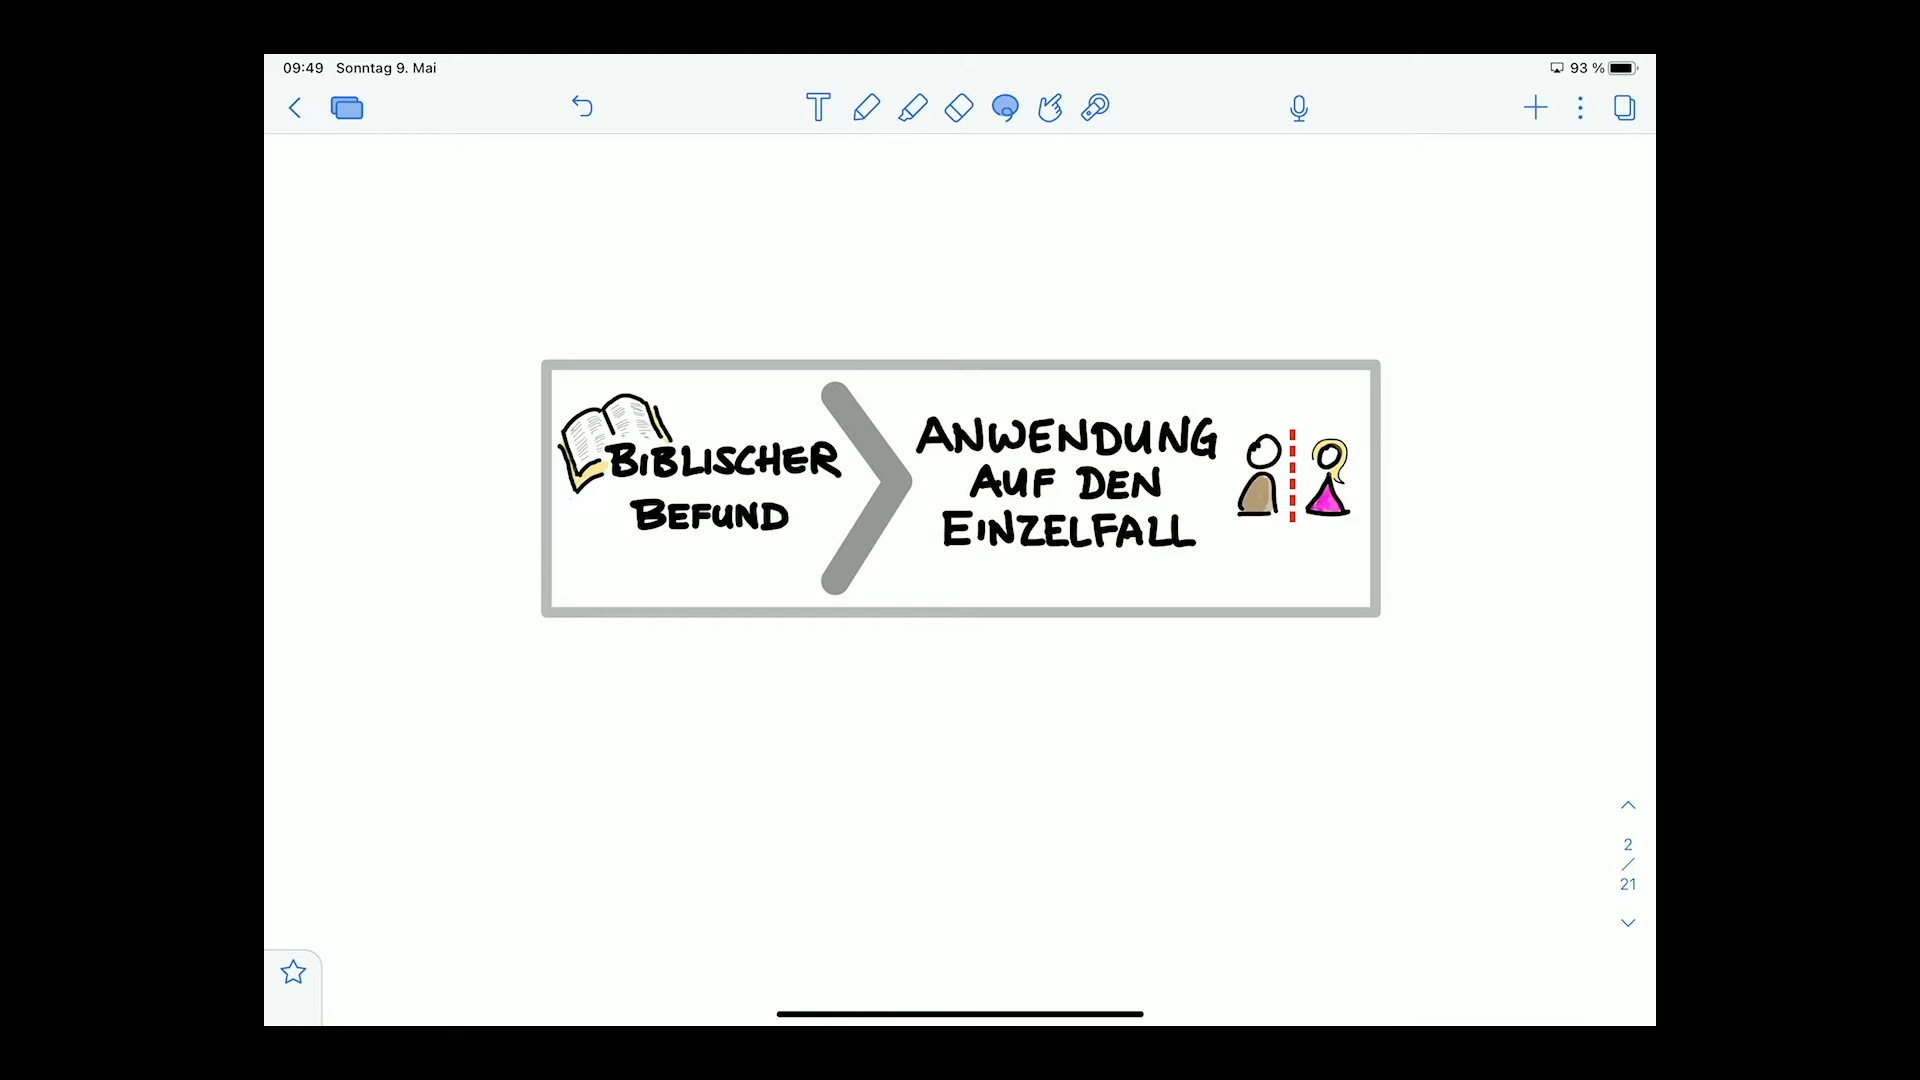 09:49 Sonntag 9. Mai
93 %
BIBLISCHER
BEFUND
ANWENDUNG
AUF DEN
EINZELFALL
2
/
21